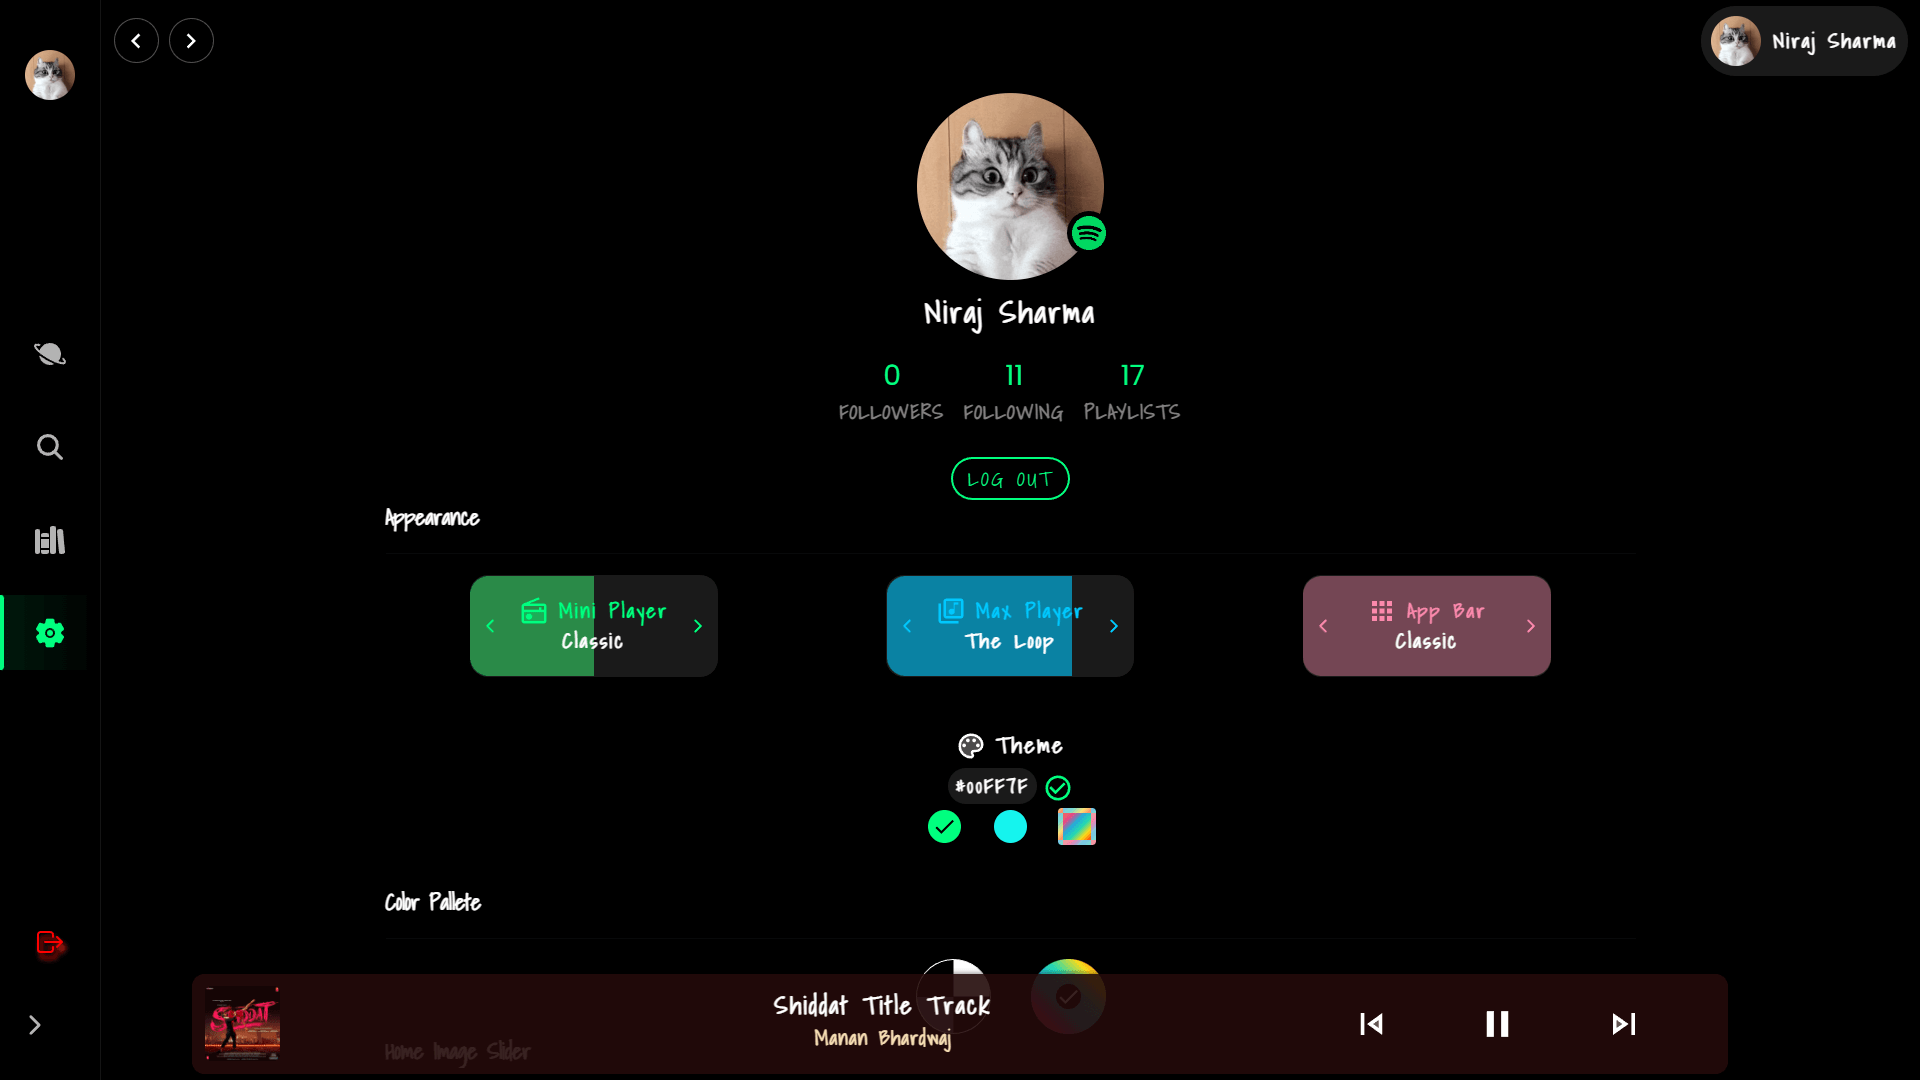 Niraj Sharma
Niraj Sharma
0 11 17
FOLLOWERS FOLLOWING PLAYLISTS
LOG OUT
Appearance
Mini Player
Classic
Max Player
The Loop
App Bar
Classic
Theme
#00FF7F
Color Pallete
SHIDDAT
Shiddat Title Track
Manan Bhardwaj
Home Image Slider